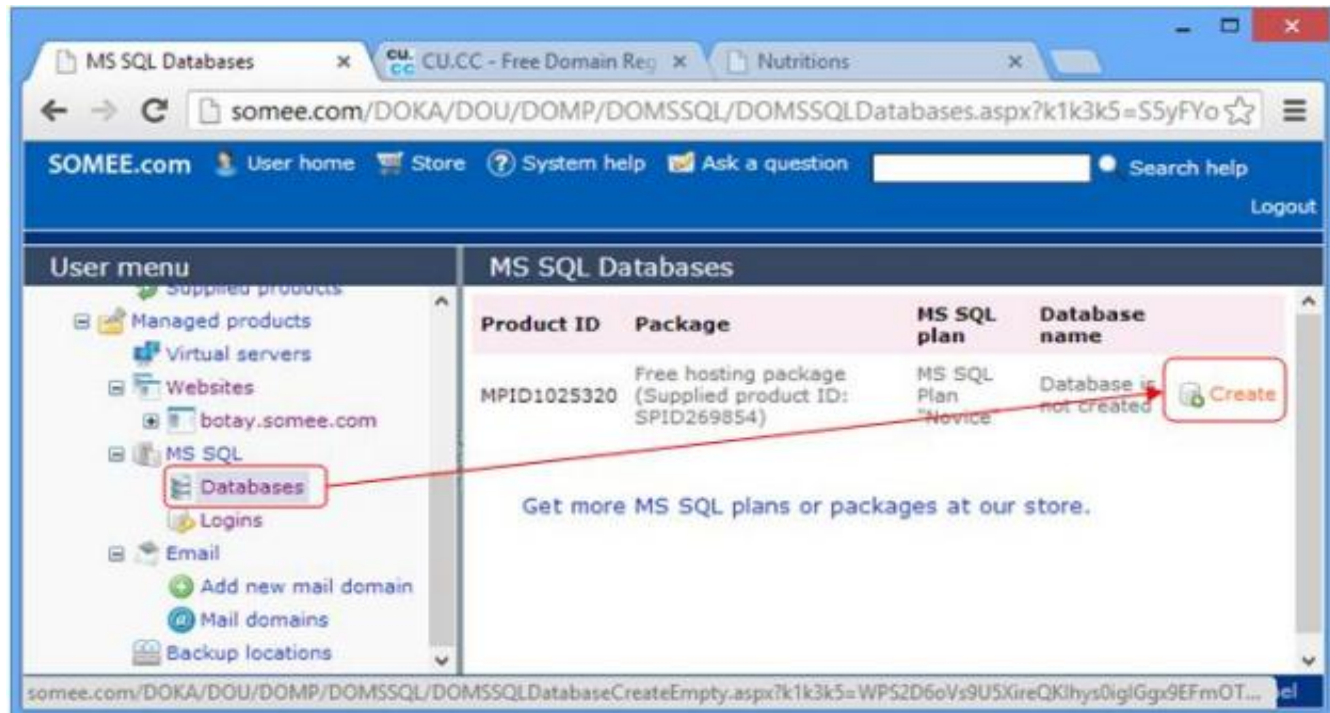 MS SQL Databases
CU.CC - Free Domain Reg
Nutritions
somee.com/DOKA/DOU/DOMP/DOMSSQL/DOMSSQLDatabases.aspx?k1k3k5=S5yFYo
SOMEE.com User home Store System help Ask a question Search help
Logout
User menu
Supplied products
Managed products
Virtual servers
Websites
botay.somee.com
MS SQL
Databases
Logins
Email
Add new mail domain
Mail domains
Backup locations
MS SQL Databases
Product ID Package MS SQL plan Database name
MPID1025320
Free hosting package
(Supplied product ID:
SPID269854)
MS SQL
Plan
"Novice"
Database is
not created
Create
Get more MS SQL plans or packages at our store.
somee.com/DOKA/DOU/DOMP/DOMSSQL/DOMSSQLDatabaseCreateEmpty.aspx?k1k3k5=